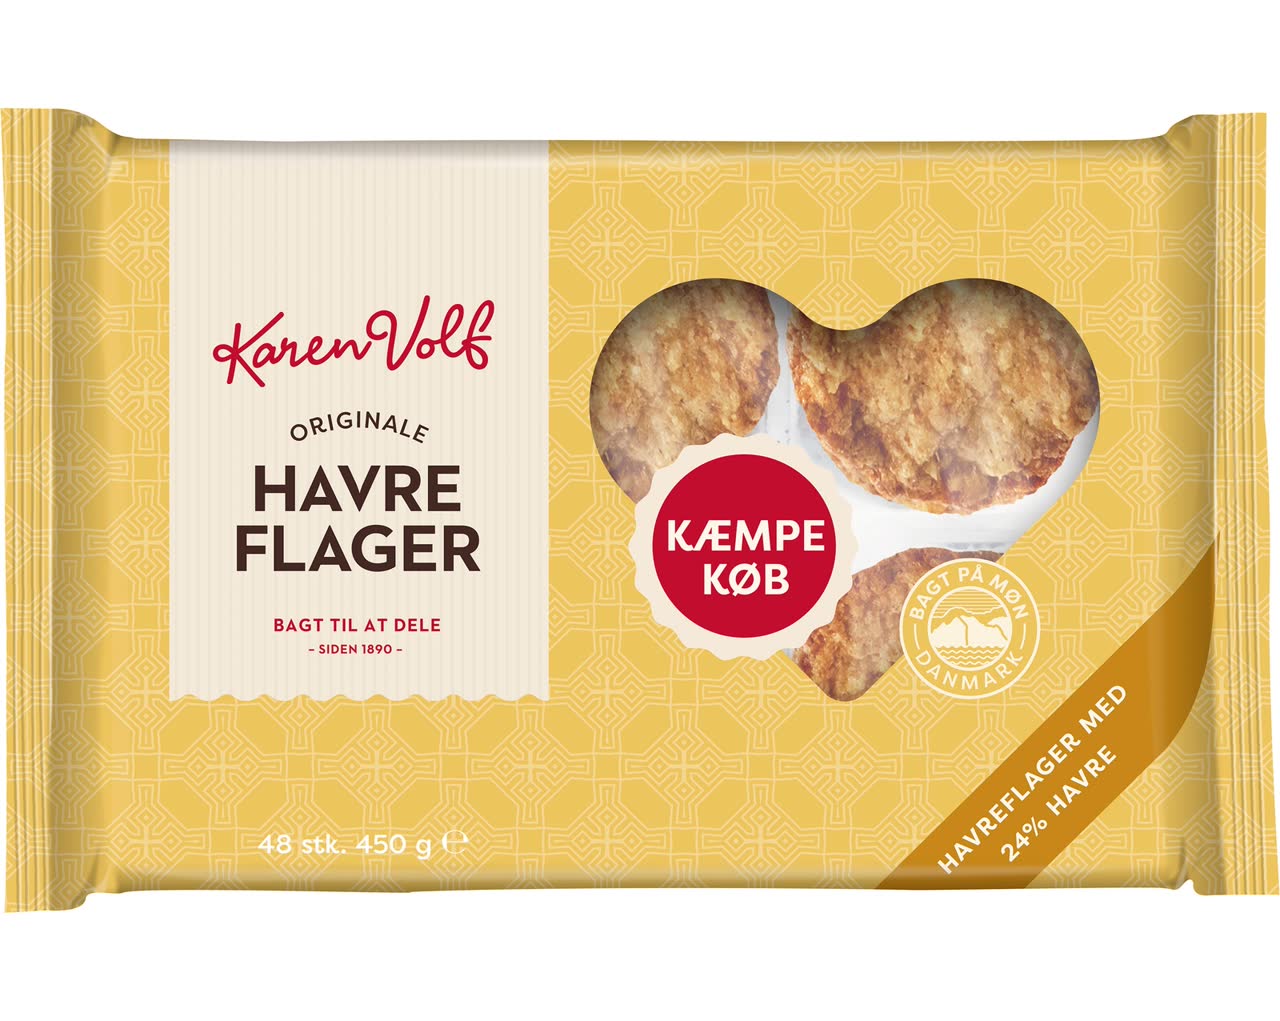 Karen Volf
ORIGINALE
HAVRE
FLAGER
BAGT TIL AT DELE
– SIDEN 1890 –
KÆMPE
KØB
BAGT PÅ MØN
DANMARK
HAVREFLAGER MED
24% HAVRE
48 stk. 450 g ℮